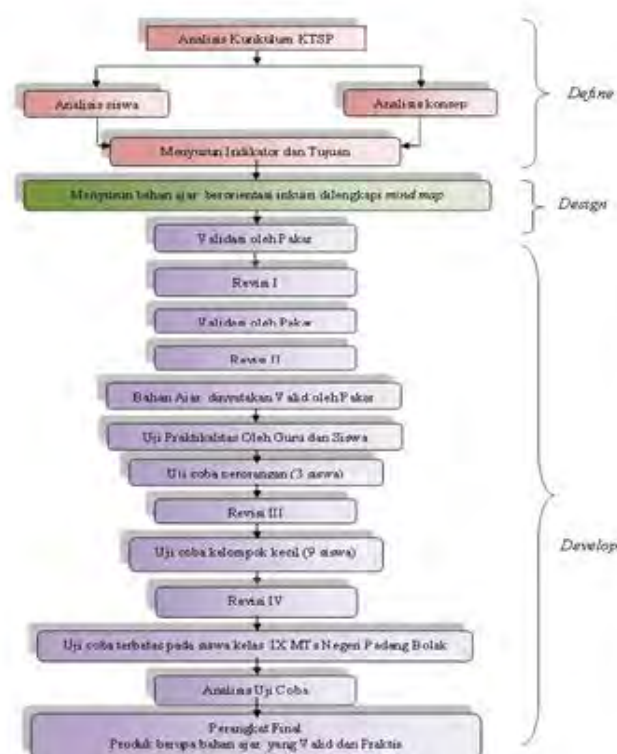 Analisis Kurikulum KTSP
Define
Analisis siswa
Analisis konsep
Menyusun Indikator dan Tujuan
Menyusun bahan ajar berorientasi inkuiri dilengkapi mind map
Design
Validasi oleh Pakar
Revisi I
Validasi oleh Pakar
Revisi II
Bahan Ajar dinyatakan Valid oleh Pakar
Uji Praktikalitas Oleh Guru dan Siswa
Uji coba perorangan (3 siswa)
Revisi III
Develop
Uji coba kelompok kecil (9 siswa)
Revisi IV
Uji coba terbatas pada siswa kelas IX MTs Negeri Padang Bolak
Analisis Uji Coba
Perangkat Final
Produk berupa bahan ajar yang Valid dan Praktis